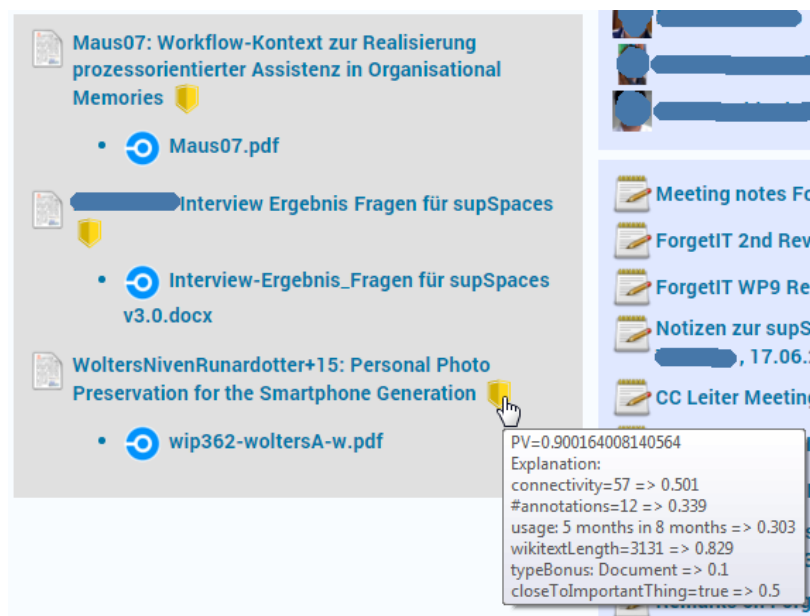 Maus07: Workflow-Kontext zur Realisierung
prozessorientierter Assistenz in Organisational
Memories
Maus07.pdf
Interview Ergebnis Fragen für supSpaces
Interview-Ergebnis_Fragen für supSpaces
v3.0.docx
WoltersNivenRunardotter+15: Personal Photo
Preservation for the Smartphone Generation
wip362-woltersA-w.pdf
PV=0.900164008140564
Explanation:
connectivity=57 => 0.501
#annotations=12 => 0.339
usage: 5 months in 8 months => 0.303
wikitextLength=3131 => 0.829
typeBonus: Document => 0.1
closeToImportantThing=true => 0.5
Meeting notes Fo
ForgetIT 2nd Rev
ForgetIT WP9 Re
Notizen zur supS
, 17.06.
CC Leiter Meeting